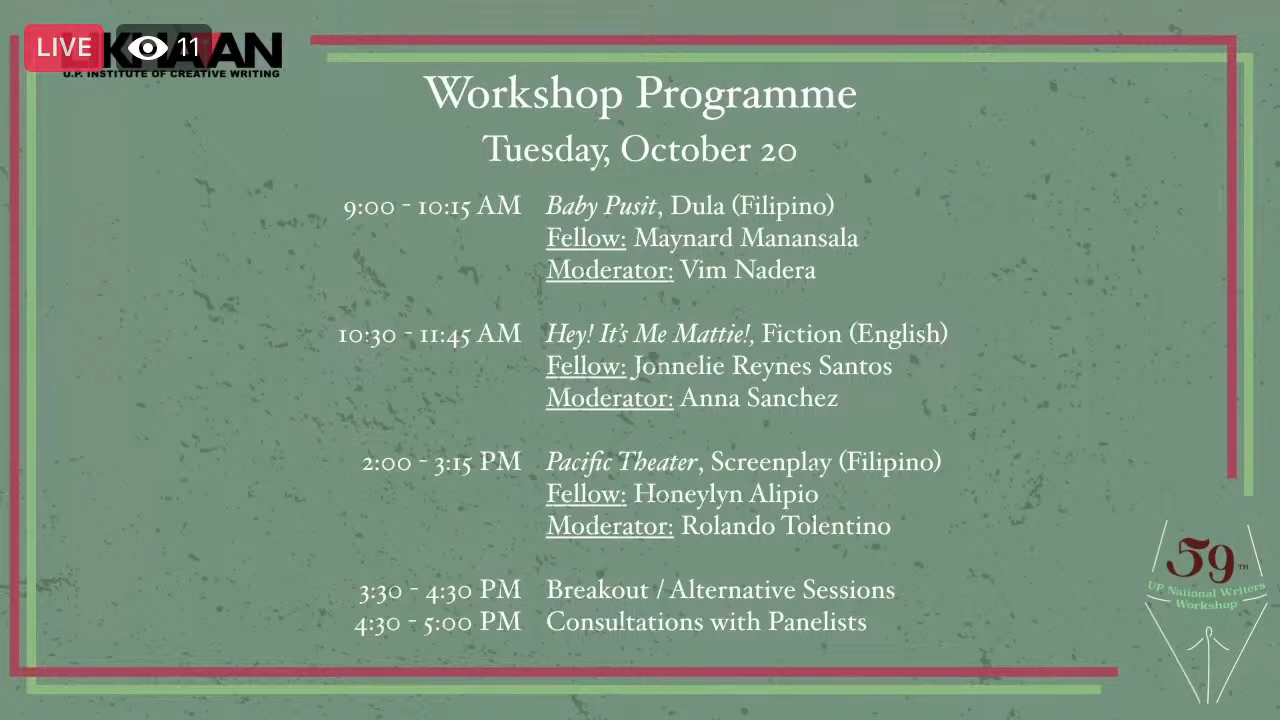 LIVE 11
LIKHAAN
U.P. INSTITUTE OF CREATIVE WRITING
Workshop Programme
Tuesday, October 20
9:00 - 10:15 AM Baby Pusit, Dula (Filipino)
Fellow: Maynard Manansala
Moderator: Vim Nadera
10:30 - 11:45 AM Hey! It's Me Mattie!, Fiction (English)
Fellow: Jonnelie Reynes Santos
Moderator: Anna Sanchez
2:00 - 3:15 PM Pacific Theater, Screenplay (Filipino)
Fellow: Honeylyn Alipio
Moderator: Rolando Tolentino
3:30 - 4:30 PM Breakout / Alternative Sessions
4:30 - 5:00 PM Consultations with Panelists
59TH
UP National Writers
Workshop